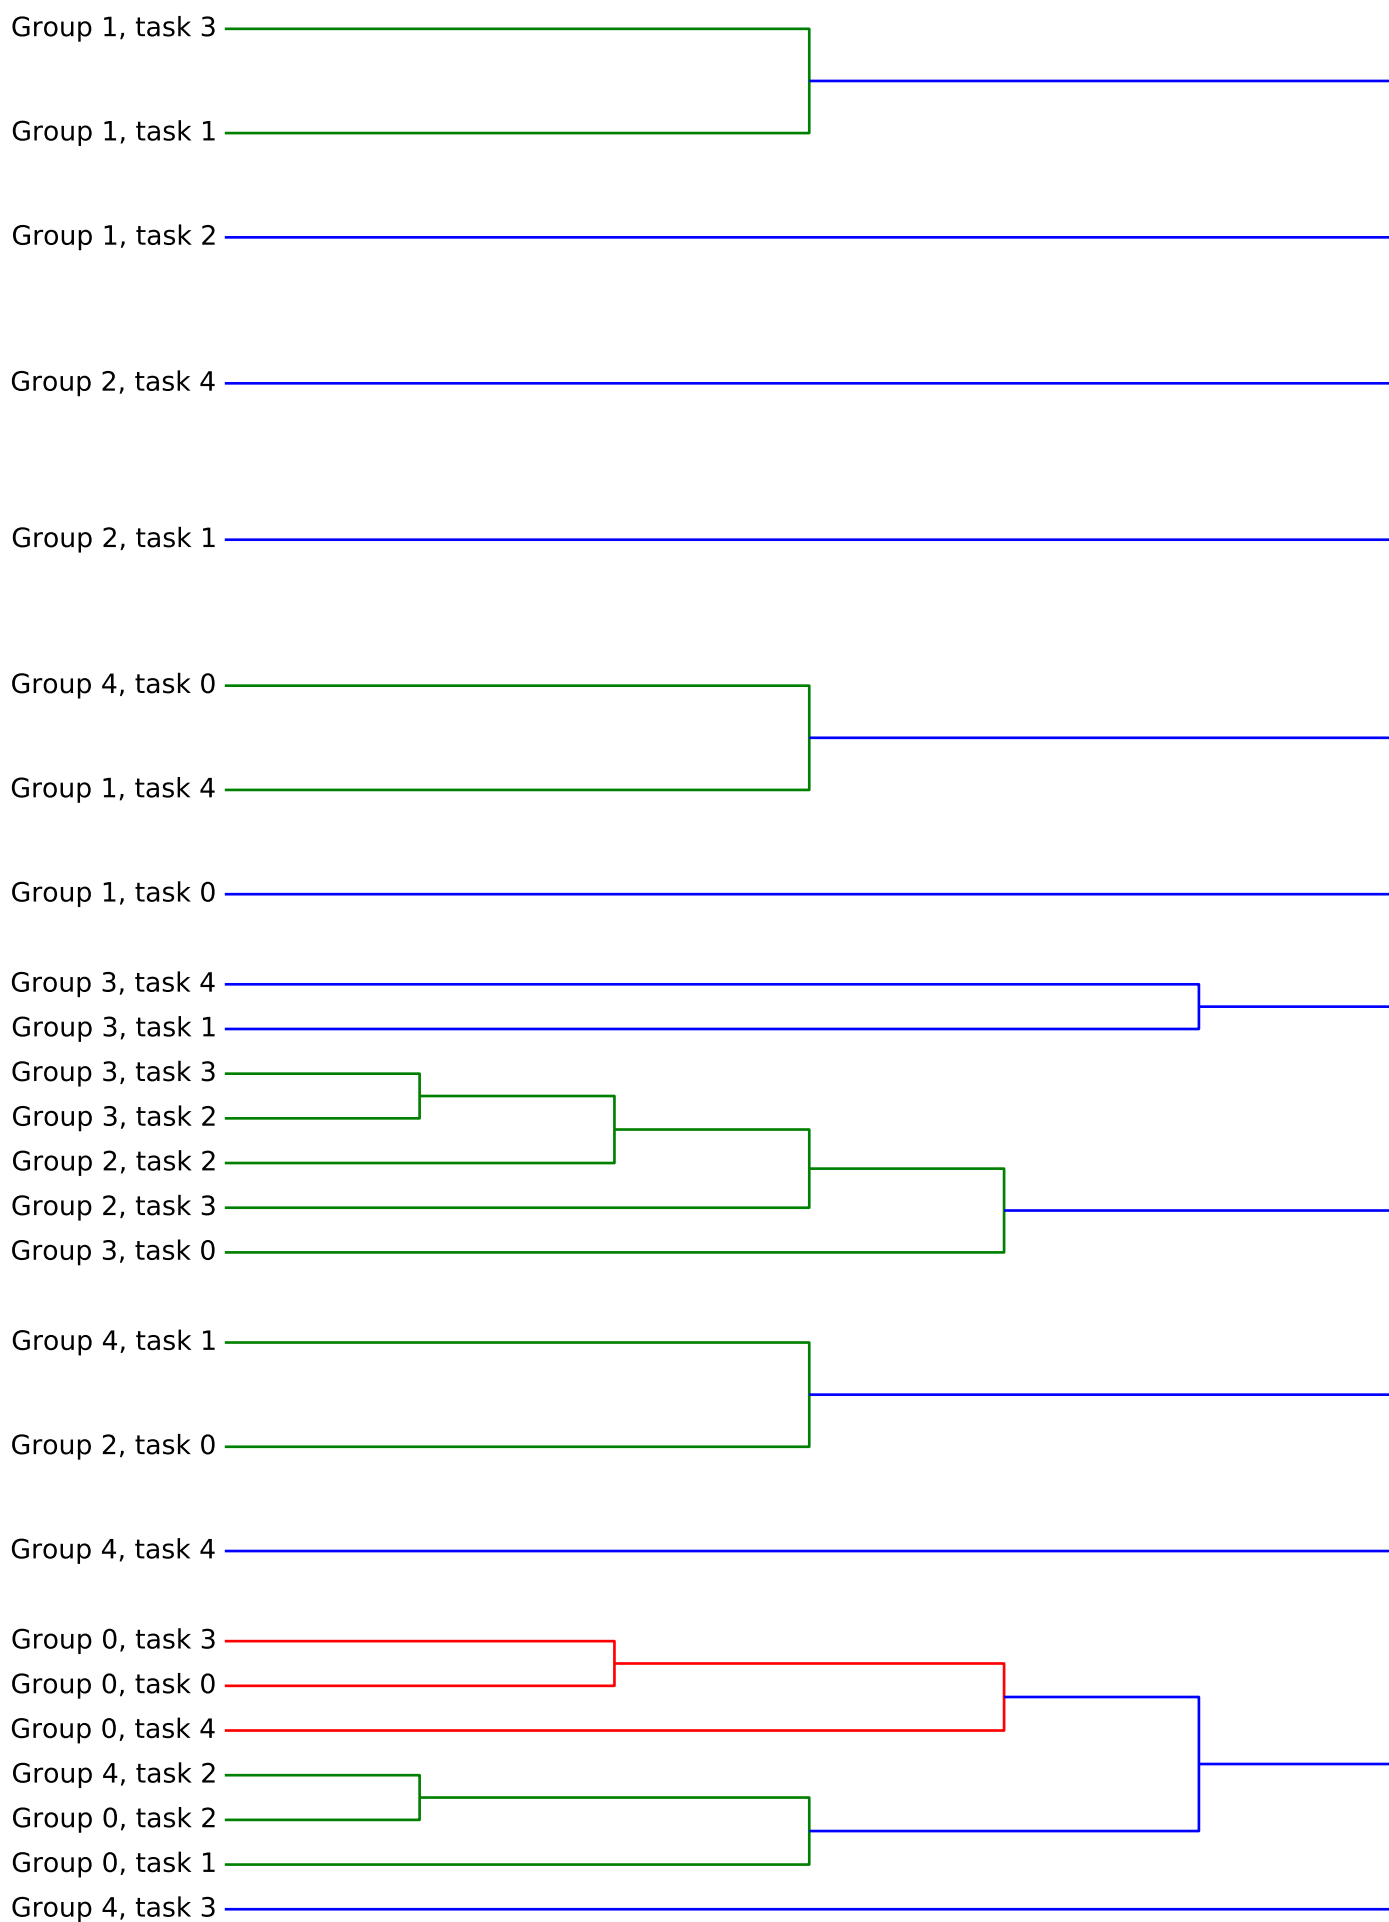 Group 1, task 3
Group 1, task 1
Group 1, task 2
Group 2, task 4
Group 2, task 1
Group 4, task 0
Group 1, task 4
Group 1, task 0
Group 3, task 4
Group 3, task 1
Group 3, task 3
Group 3, task 2
Group 2, task 2
Group 2, task 3
Group 3, task 0
Group 4, task 1
Group 2, task 0
Group 4, task 4
Group 0, task 3
Group 0, task 0
Group 0, task 4
Group 4, task 2
Group 0, task 2
Group 0, task 1
Group 4, task 3